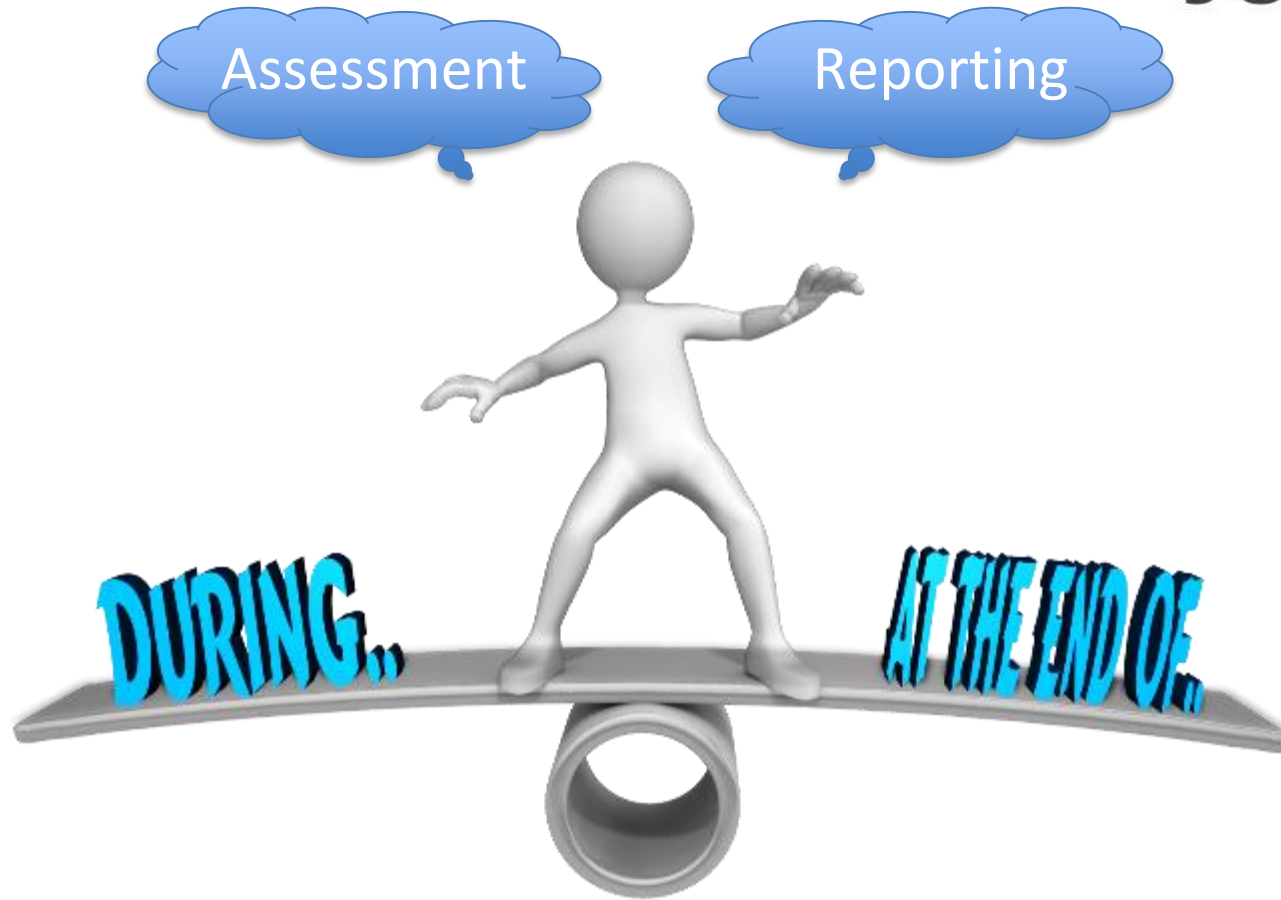 Assessment
Reporting
DURING..
AT THE END OF..